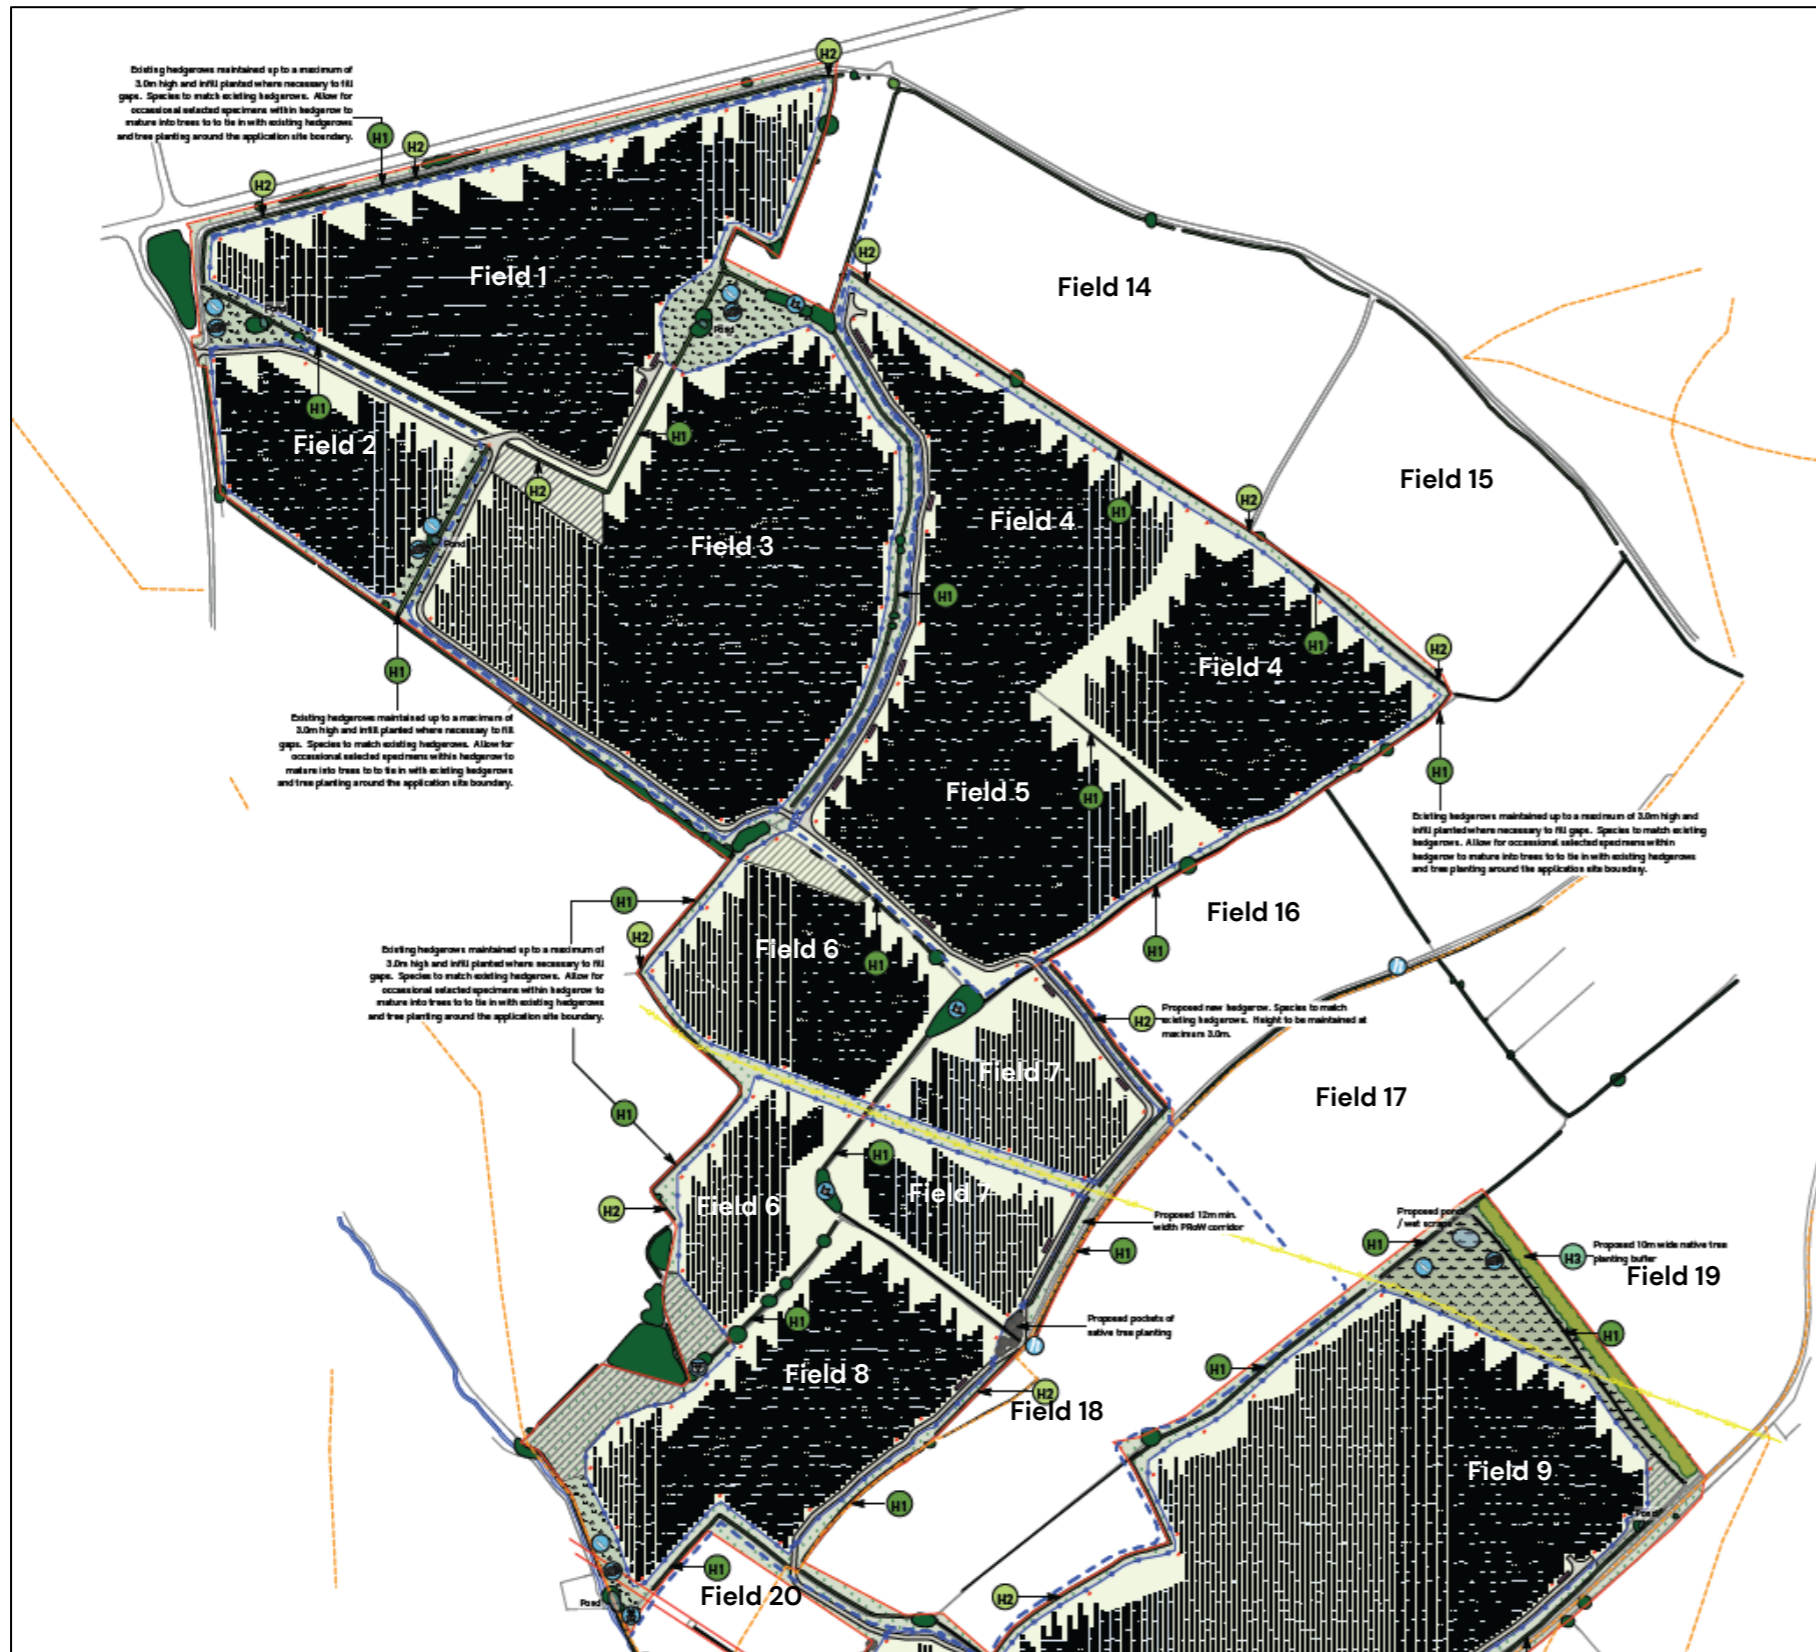 H2
Existing hedgerows maintained up to a maximum of
3.0m high and infill planted where necessary to fill
gaps. Species to match existing hedgerows. Allow for
occassional selected specimens within hedgerow to
mature into trees to to tie in with existing hedgerows
and tree planting around the application site boundary.
H1
H2
H2
H2
Field 1
Field 14
Pond
Pond
H1
H1
Field 2
Field 15
H2
H2
H1
Field 4
Field 3
Pond
H1
H1
H2
Field 4
H1
Existing hedgerows maintained up to a maximum of
3.0m high and infill planted where necessary to fill
gaps. Species to match existing hedgerows. Allow for
occassional selected specimens within hedgerow to
mature into trees to to tie in with existing hedgerows
and tree planting around the application site boundary.
H1
Field 5
H1
Existing hedgerows maintained up to a maximum of 3.0m high and
infill planted where necessary to fill gaps. Species to match existing
hedgerows. Allow for occassional selected specimens within
hedgerow to mature into trees to to tie in with existing hedgerows
and tree planting around the application site boundary.
H1
Field 16
H2
Field 6
H1
H1
Existing hedgerows maintained up to a maximum of
3.0m high and infill planted where necessary to fill
gaps. Species to match existing hedgerows. Allow for
occassional selected specimens within hedgerow to
mature into trees to to tie in with existing hedgerows
and tree planting around the application site boundary.
H2
Proposed new hedgerow. Species to match
existing hedgerows. Height to be maintained at
maximum 3.0m.
Field 7
Field 17
H1
H1
Field 7
Field 6
H2
Proposed 12m min.
width PRoW corridor
H1
Proposed pond
/ wet scrape
H1
H3
Proposed 10m wide native tree
planting buffer
Field 19
H1
Proposed pockets of
native tree planting
H1
H1
Field 8
H2
Field 18
Field 9
H1
Pond
H1
Field 20
H2
Pond